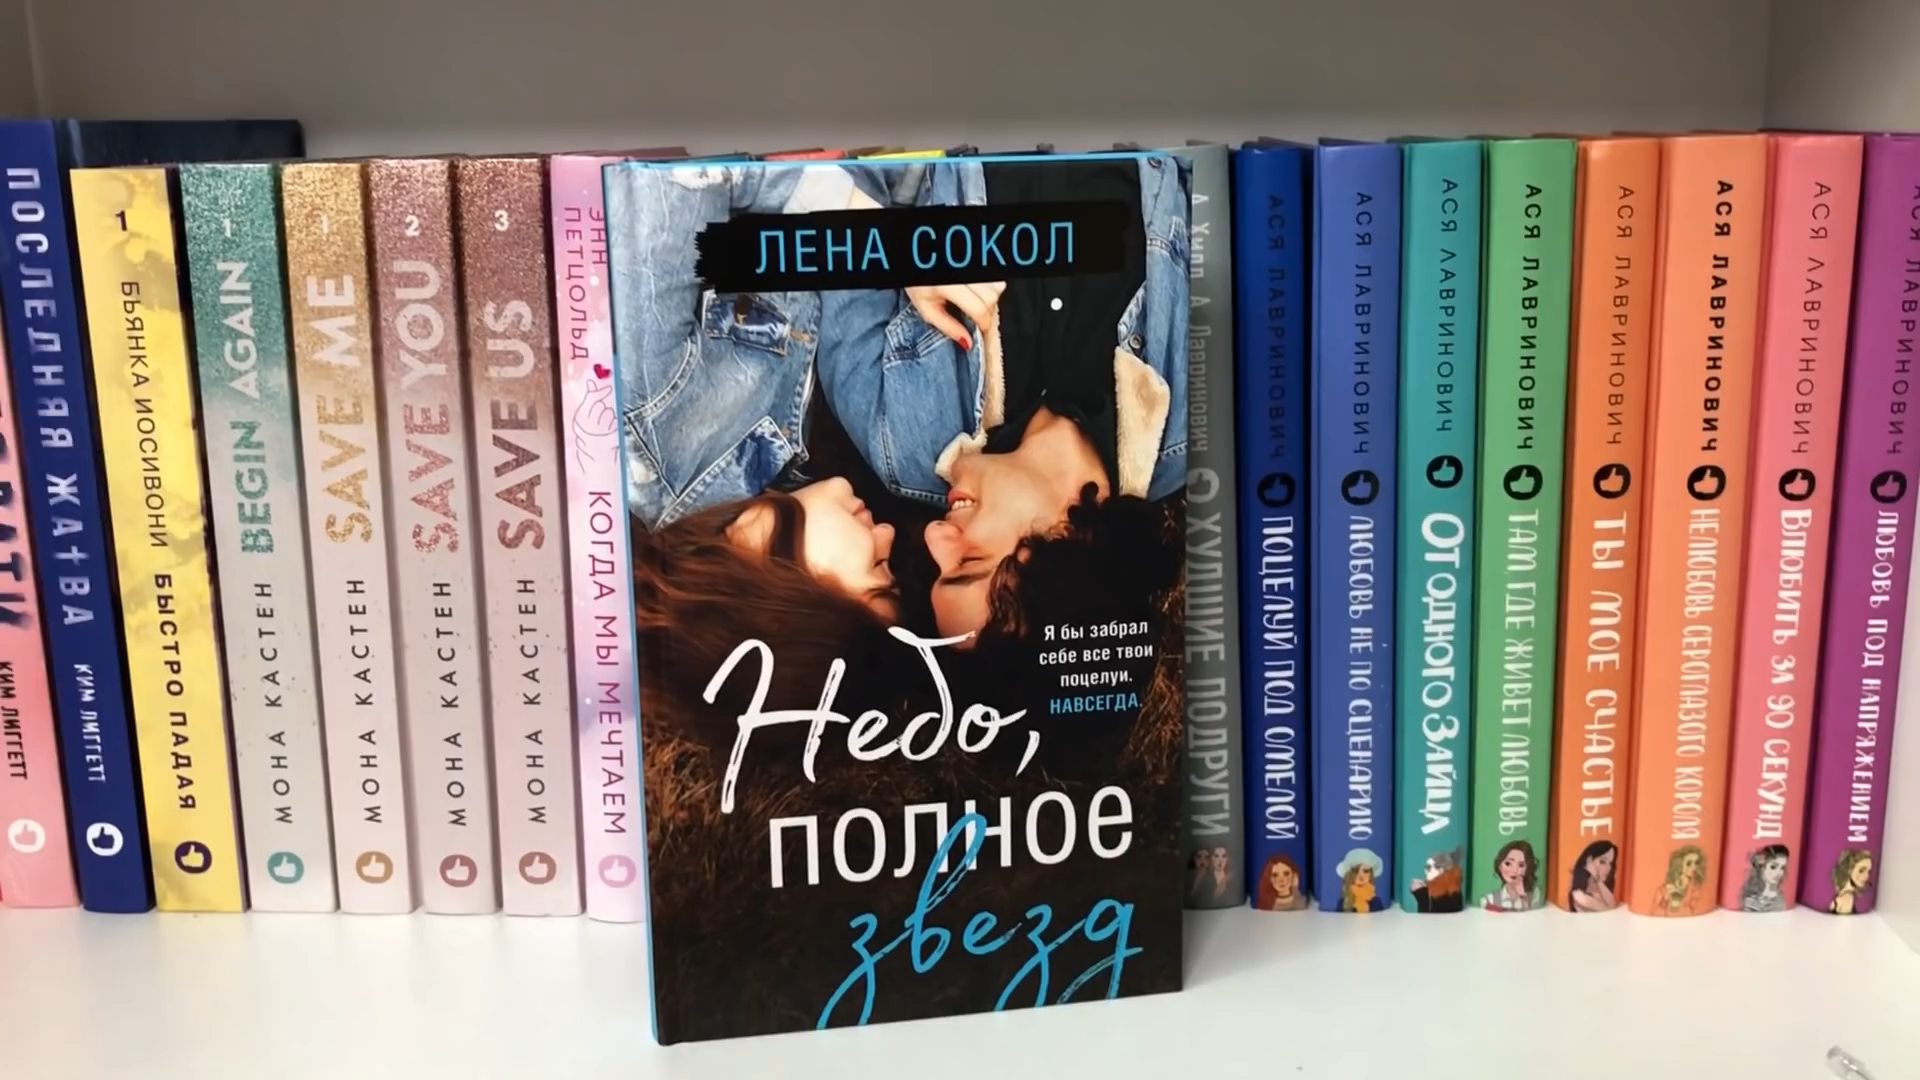 ПОСЛЕДНЯЯ ЖАТВА
КИМ ЛИГГЕТТ
КИМ ЛИГГЕТТ
1
БЬЯНКА ИОСИВОНИ БЫСТРО ПАДАЯ
1
МОНА КАСТЕН BEGIN AGAIN
1
МОНА КАСТЕН SAVE ME
2
МОНА КАСТЕН SAVE YOU
3
МОНА КАСТЕН SAVE US
ЭНН
ПЕТЦОЛЬД
КОГДА МЫ МЕЧТАЕМ
ЛЕНА СОКОЛ
Я бы забрал
себе все твои
поцелуи.
НАВСЕГДА.
Небо,
полное
звезд
А. Хилл А. Лавринович ХУДШИЕ ПОДРУГИ
АСЯ ЛАВРИНОВИЧ ПОЦЕЛУЙ ПОД ОМЕЛОЙ
АСЯ ЛАВРИНОВИЧ ЛЮБОВЬ НЕ ПО СЦЕНАРИЮ
АСЯ ЛАВРИНОВИЧ ОТ ОДНОГО ЗАЙЦА
АСЯ ЛАВРИНОВИЧ ТАМ, ГДЕ ЖИВЕТ ЛЮБОВЬ
АСЯ ЛАВРИНОВИЧ ТЫ МОЕ СЧАСТЬЕ
АСЯ ЛАВРИНОВИЧ НЕЛЮБОВЬ СЕРОГЛАЗОГО КОРОЛЯ
АСЯ ЛАВРИНОВИЧ ВЛЮБИТЬ ЗА 90 СЕКУНД
АСЯ ЛАВРИНОВИЧ ЛЮБОВЬ ПОД НАПРЯЖЕНИЕМ